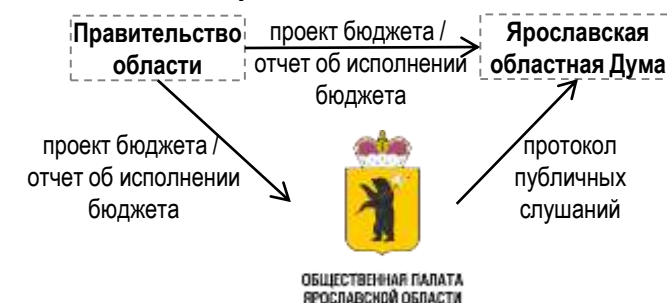 Правительство
области
проект бюджета /
отчет об исполнении
бюджета
Ярославская
областная Дума
проект бюджета /
отчет об исполнении
бюджета
протокол
публичных
слушаний
ОБЩЕСТВЕННАЯ ПАЛАТА
ЯРОСЛАВСКОЙ ОБЛАСТИ